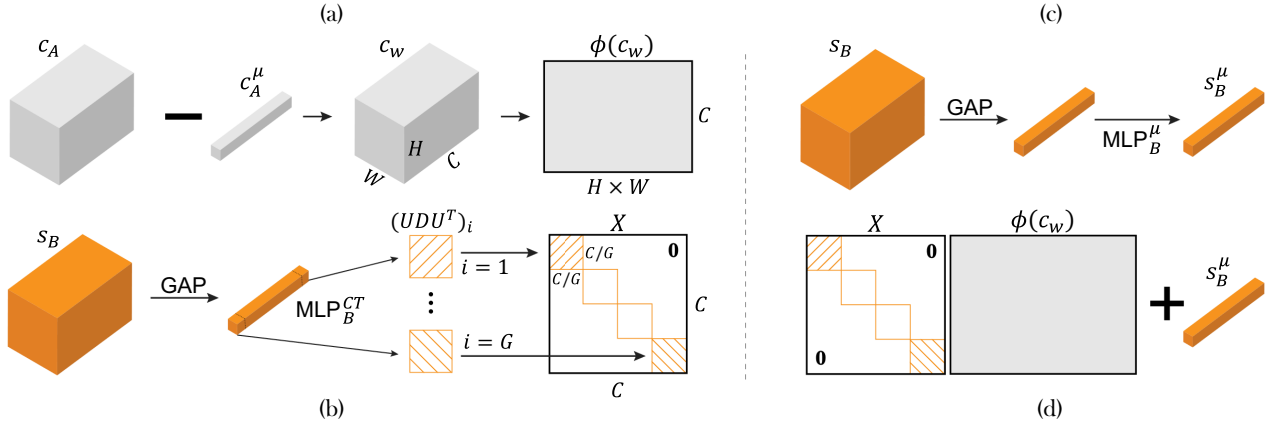 (a)
c_A
c_A^μ
c_w
H
W
C
ϕ(c_w)
C
H × W
s_B
GAP
MLP_B^{CT}
(UDU^T)_i
i = 1
⋮
i = G
X
C/G
C/G
0
C
C
(b)
(c)
s_B
GAP
MLP_B^μ
s_B^μ
X
0
0
ϕ(c_w)
s_B^μ
(d)